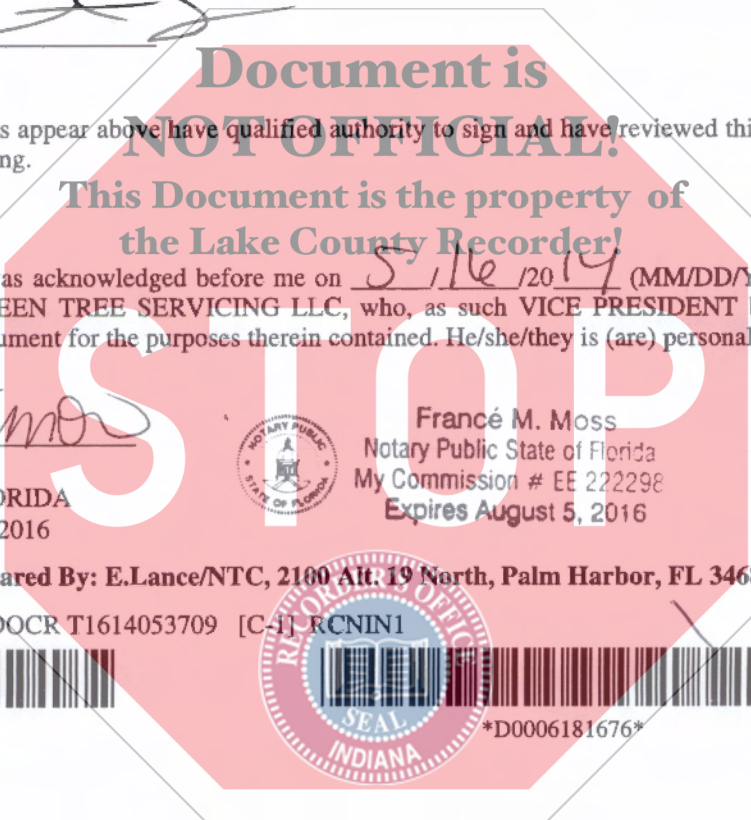 Document is
NOT OFFICIAL!
s appear above have qualified authority to sign and have reviewed thi
ng.
This Document is the property of
the Lake County Recorder!
as acknowledged before me on 5 / 16 /20 14 (MM/DD/Y
EEN TREE SERVICING LLC, who, as such VICE PRESIDENT
ument for the purposes therein contained. He/she/they is (are) personal
STOP
NOTARY PUBLIC
STATE OF FLORIDA
Francé M. Moss
Notary Public State of Florida
My Commission # EE 222298
Expires August 5, 2016
ORIDA
2016
ared By: E.Lance/NTC, 2100 Alt. 19 North, Palm Harbor, FL 346
OCR T1614053709 [C-1] RCNIN1
RECORDER'S OFFICE
SEAL
INDIANA
*D0006181676*